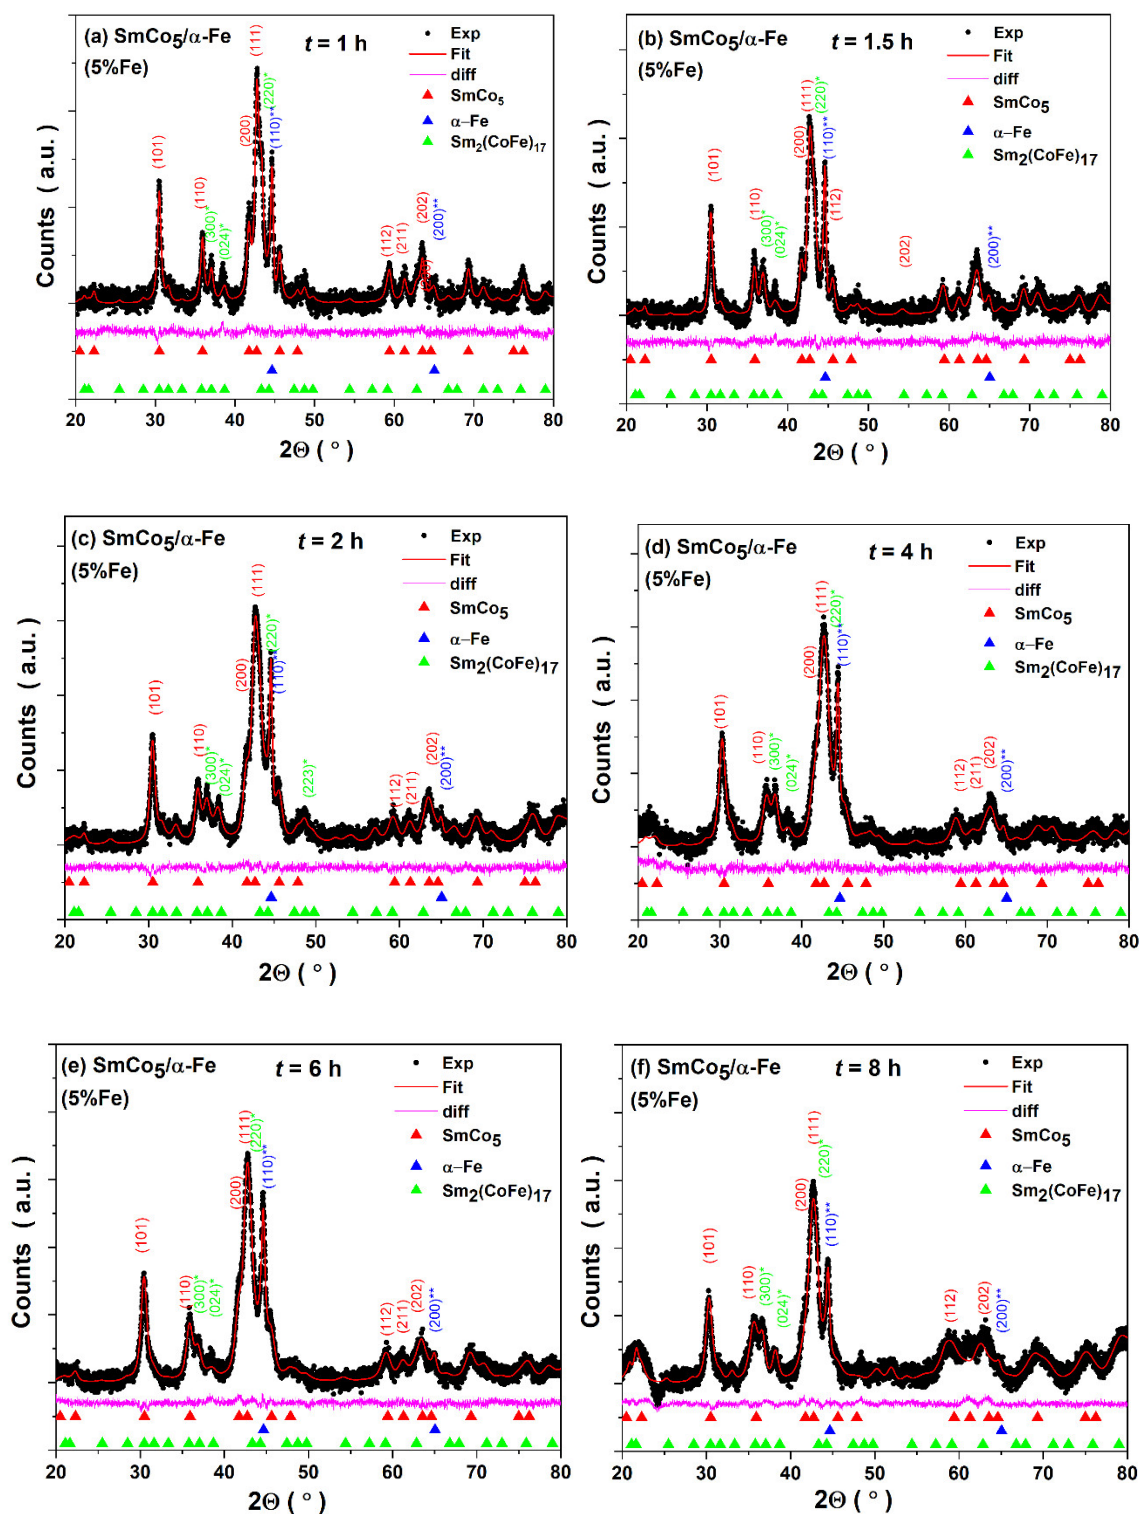 (a) SmCo5/α-Fe
(5%Fe)
t = 1 h
Exp
Fit
diff
SmCo5
α−Fe
Sm2(CoFe)17
(101)
(110)
(300)*
(024)*
(200)
(111)
(220)*
(110)**
(112)
(211)
(202)
(200)**
Counts ( a.u.)
20 30 40 50 60 70 80
2Θ ( ° )
(b) SmCo5/α-Fe
(5%Fe)
t = 1.5 h
Exp
Fit
diff
SmCo5
α−Fe
Sm2(CoFe)17
(101)
(110)
(300)*
(024)*
(200)
(111)
(220)*
(110)**
(112)
(202)
(200)**
Counts ( a.u.)
20 30 40 50 60 70 80
2Θ ( ° )
(c) SmCo5/α-Fe
(5%Fe)
t = 2 h
Exp
Fit
diff
SmCo5
α−Fe
Sm2(CoFe)17
(101)
(110)
(300)*
(024)*
(200)
(111)
(220)*
(110)**
(223)*
(112)
(211)
(202)
(200)**
Counts ( a.u.)
20 30 40 50 60 70 80
2Θ ( ° )
(d) SmCo5/α-Fe
(5%Fe)
t = 4 h
Exp
Fit
diff
SmCo5
α−Fe
Sm2(CoFe)17
(101)
(110)
(300)*
(024)*
(200)
(111)
(220)*
(110)**
(112)
(211)
(202)
(200)**
Counts ( a.u.)
20 30 40 50 60 70 80
2Θ ( ° )
(e) SmCo5/α-Fe
(5%Fe)
t = 6 h
Exp
Fit
diff
SmCo5
α−Fe
Sm2(CoFe)17
(101)
(110)
(300)*
(024)*
(200)
(111)
(220)*
(110)**
(112)
(211)
(202)
(200)**
Counts ( a.u.)
20 30 40 50 60 70 80
2Θ ( ° )
(f) SmCo5/α-Fe
(5%Fe)
t = 8 h
Exp
Fit
diff
SmCo5
α−Fe
Sm2(CoFe)17
(101)
(110)
(300)*
(024)*
(200)
(111)
(220)*
(110)**
(112)
(202)
(200)**
Counts ( a.u.)
20 30 40 50 60 70 80
2Θ ( ° )